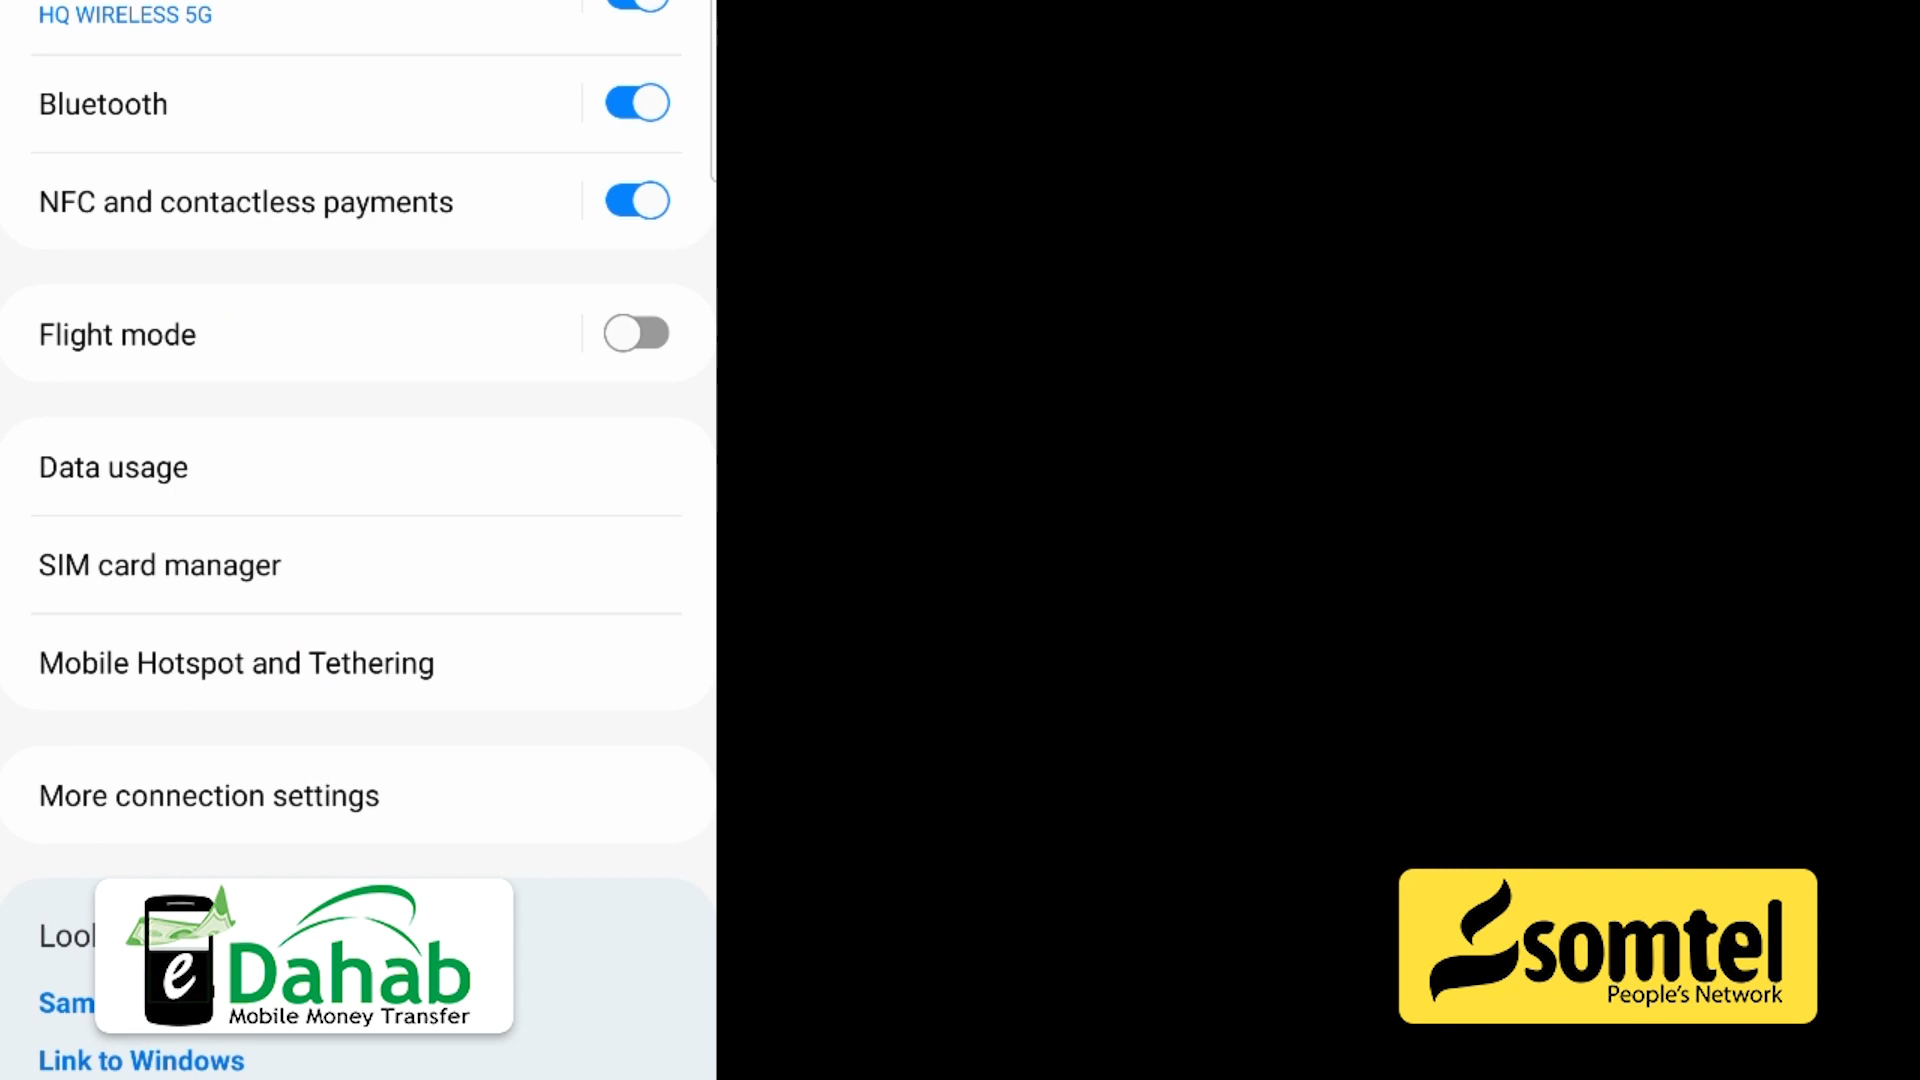 HQ WIRELESS 5G
Bluetooth
NFC and contactless payments
Flight mode
Data usage
SIM card manager
Mobile Hotspot and Tethering
More connection settings
e Dahab
Mobile Money Transfer
Link to Windows
somtel
People's Network